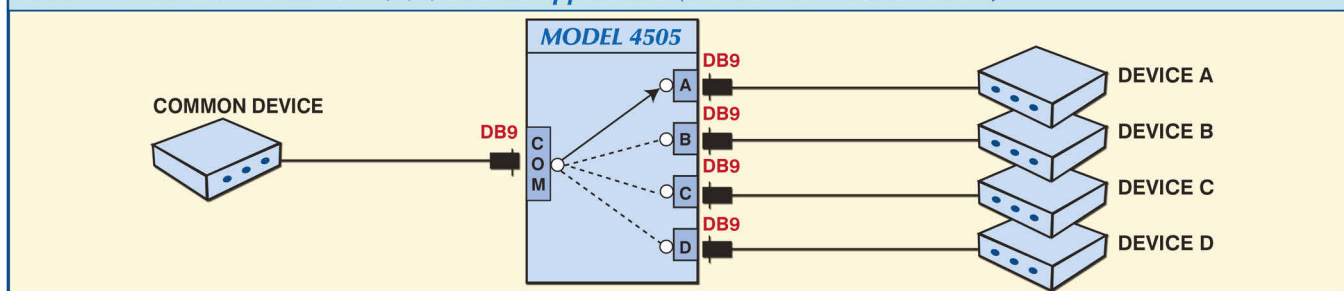 MODEL 4505
COMMON DEVICE
DB9
C
O
M
A
DB9
DEVICE A
B
DB9
DEVICE B
C
DB9
DEVICE C
D
DB9
DEVICE D